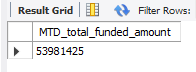 Result Grid Filter Rows:
MTD_total_funded_amount
53981425